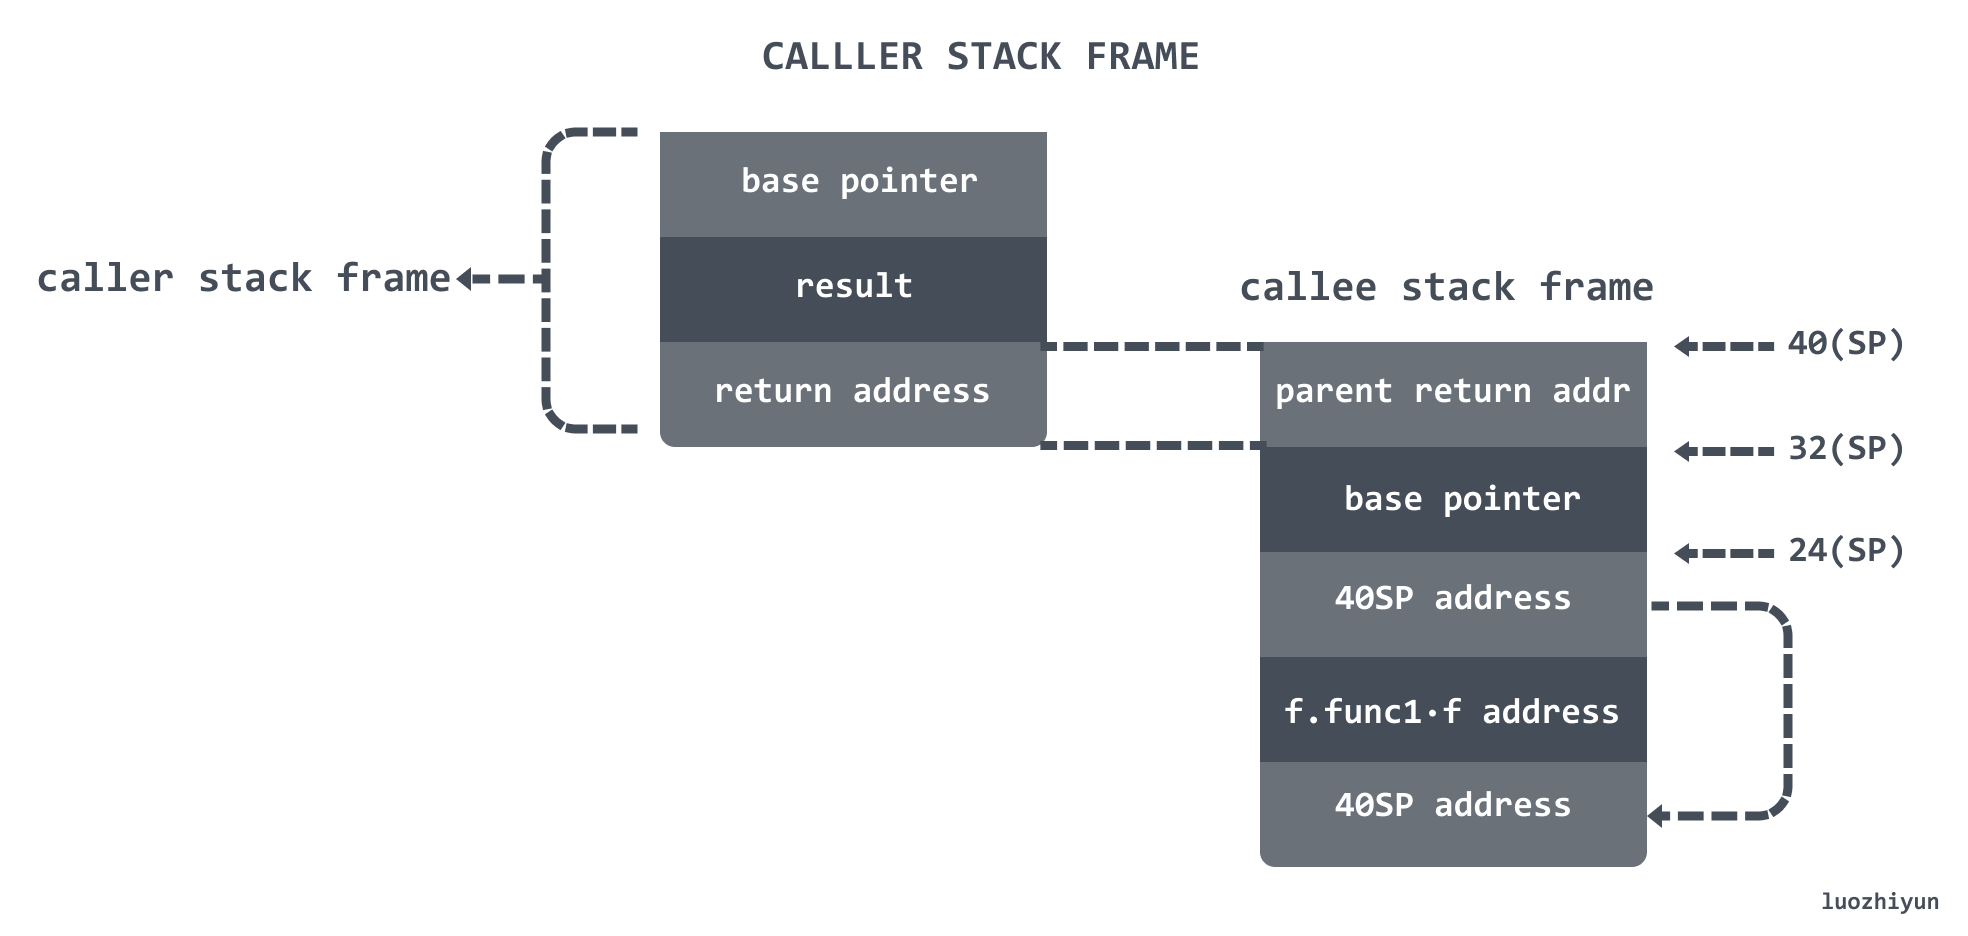 CALLLER STACK FRAME
base pointer
result
return address
caller stack frame
callee stack frame
parent return addr
base pointer
40SP address
f.func1·f address
40SP address
40(SP)
32(SP)
24(SP)
luozhiyun